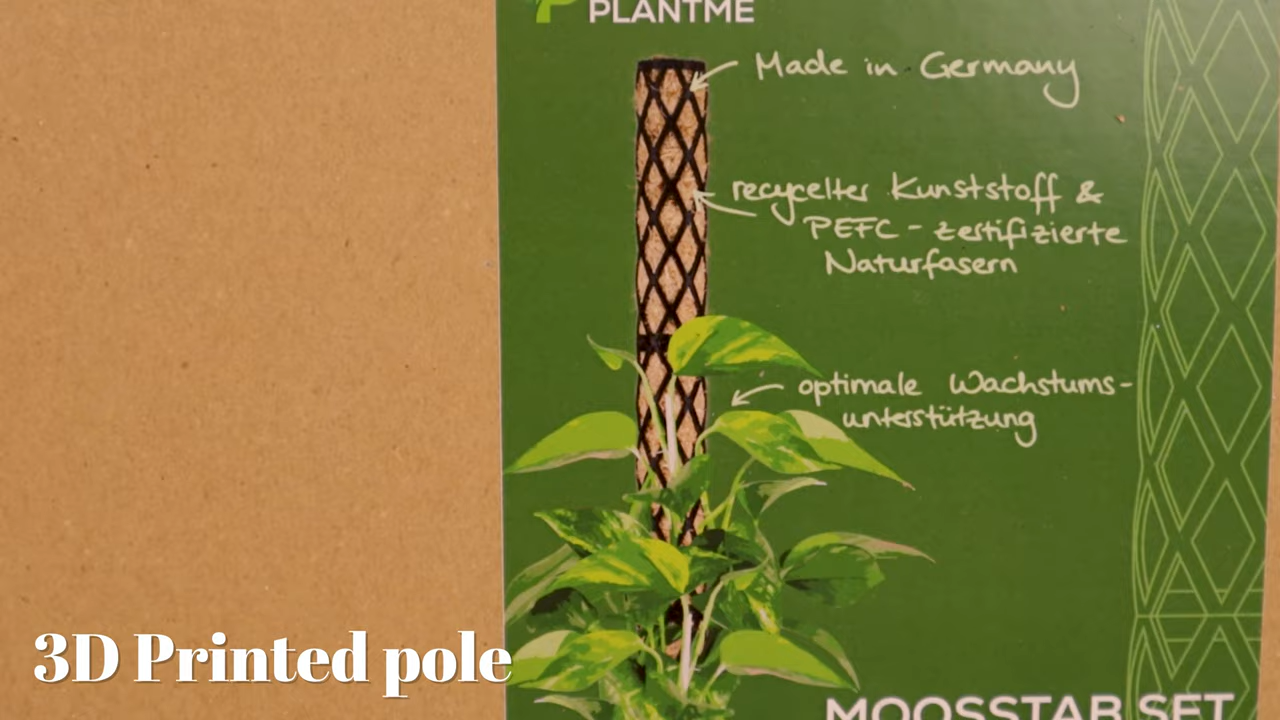 PLANTME
Made in Germany
recycelter Kunststoff &
PEFC - zertifizierte
Naturfasern
optimale Wachstums-
unterstützung
3D Printed pole
MOOSSTAB SET